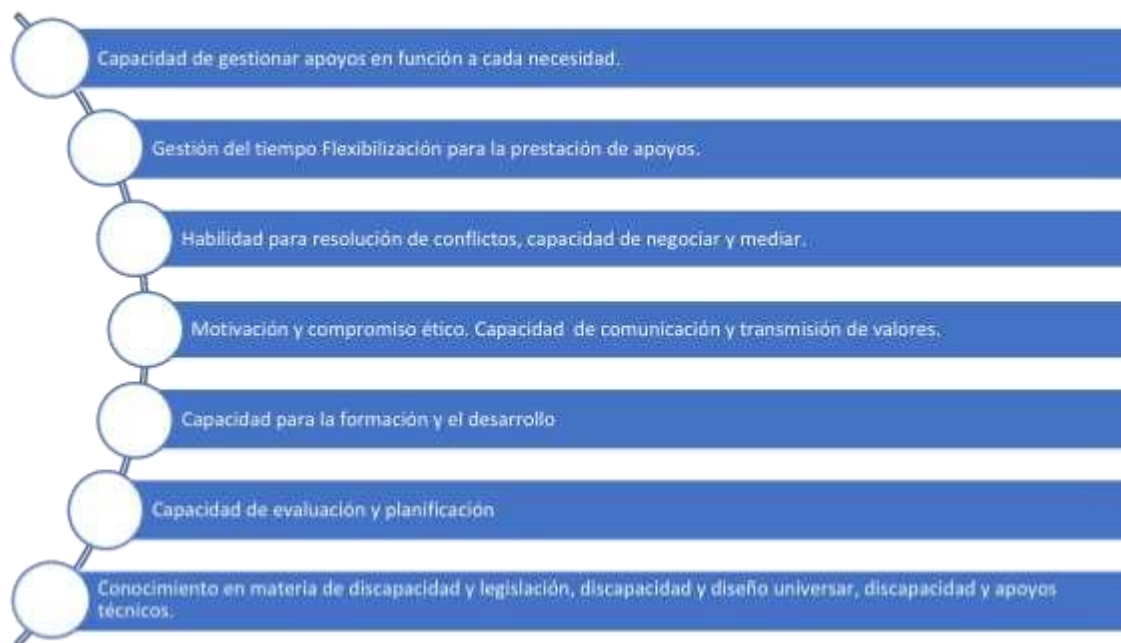 Capacidad de gestionar apoyos en función a cada necesidad.
Gestión del tiempo Flexibilización para la prestación de apoyos.
Habilidad para resolución de conflictos, capacidad de negociar y mediar.
Motivación y compromiso ético. Capacidad  de comunicación y transmisión de valores.
Capacidad para la formación y el desarrollo
Capacidad de evaluación y planificación
Conocimiento en materia de discapacidad y legislación, discapacidad y diseño universar, discapacidad y apoyos
técnicos.